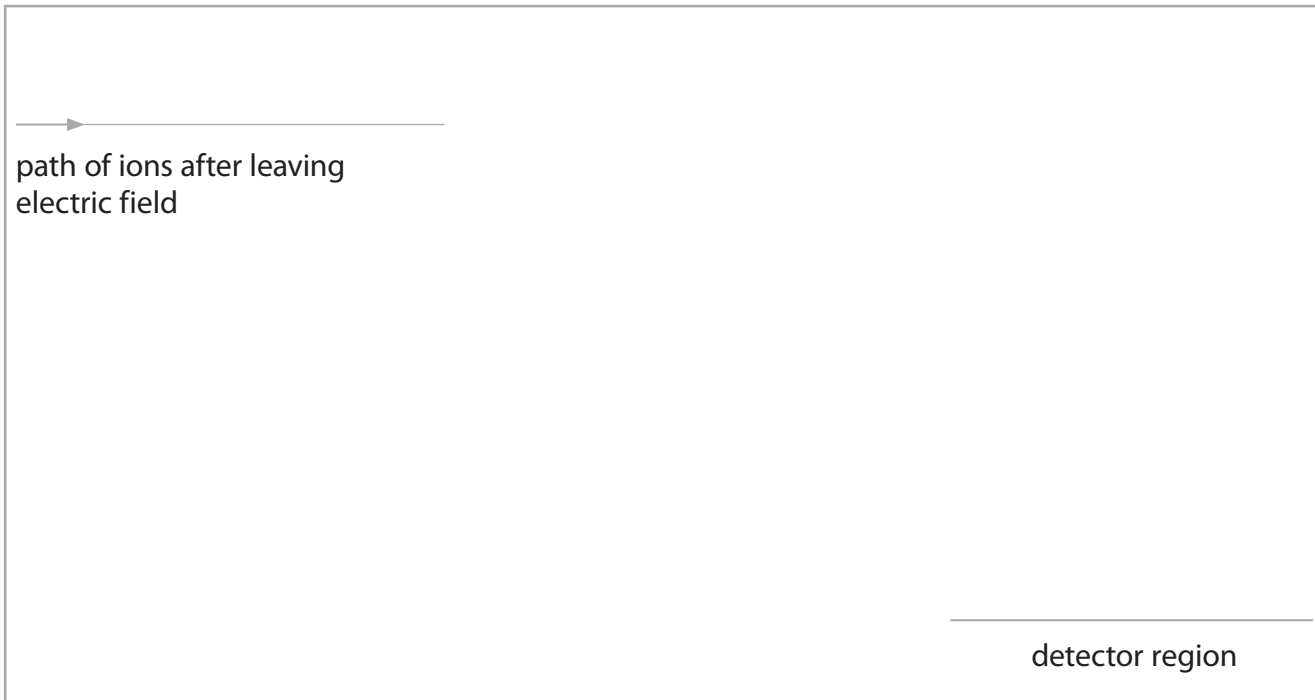 path of ions after leaving
electric field
detector region